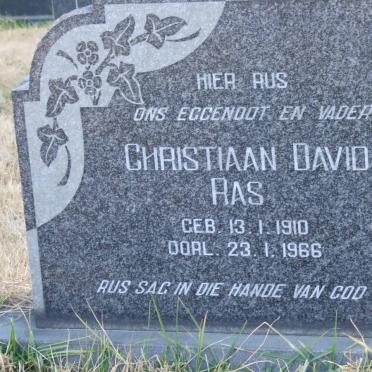 HIER RUS
ONS EGGENOOT EN VADER
CHRISTIAAN DAVID
RAS
GEB. 13.1.1910
OORL. 23.1.1966
RUS SAG IN DIE HANDE VAN GOD